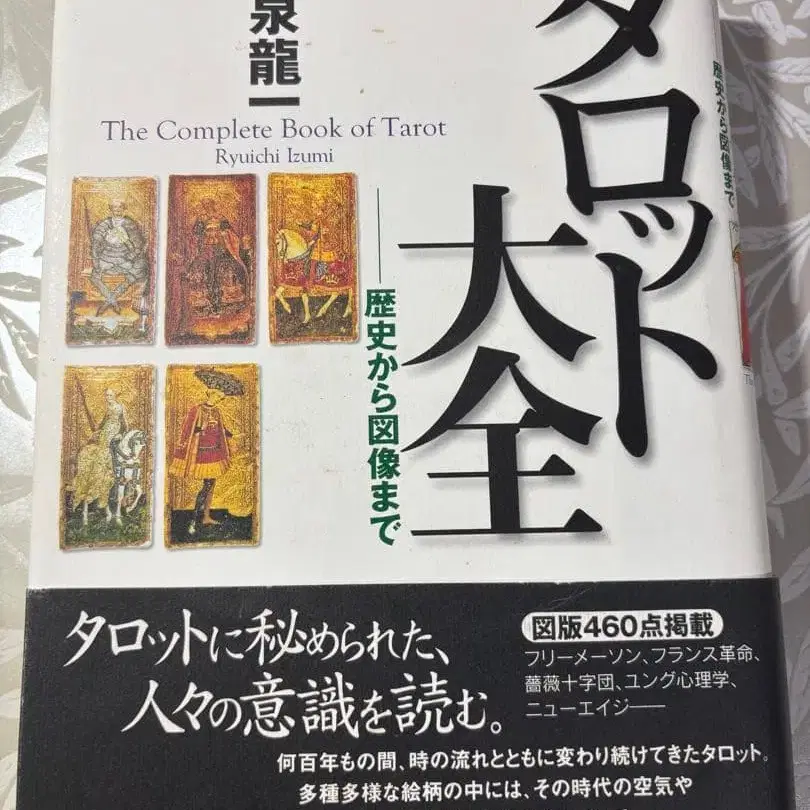 タロット
大全
歴史から図像まで
泉龍一
The Complete Book of Tarot
Ryuichi Izumi
歴史から図像まで
タロットに秘められた、
人々の意識を読む。
図版460点掲載
フリーメーソン、フランス革命、
薔薇十字団、ユング心理学、
ニューエイジ──
何百年もの間、時の流れとともに変わり続けてきたタロット。
多種多様な絵柄の中には、その時代の空気や